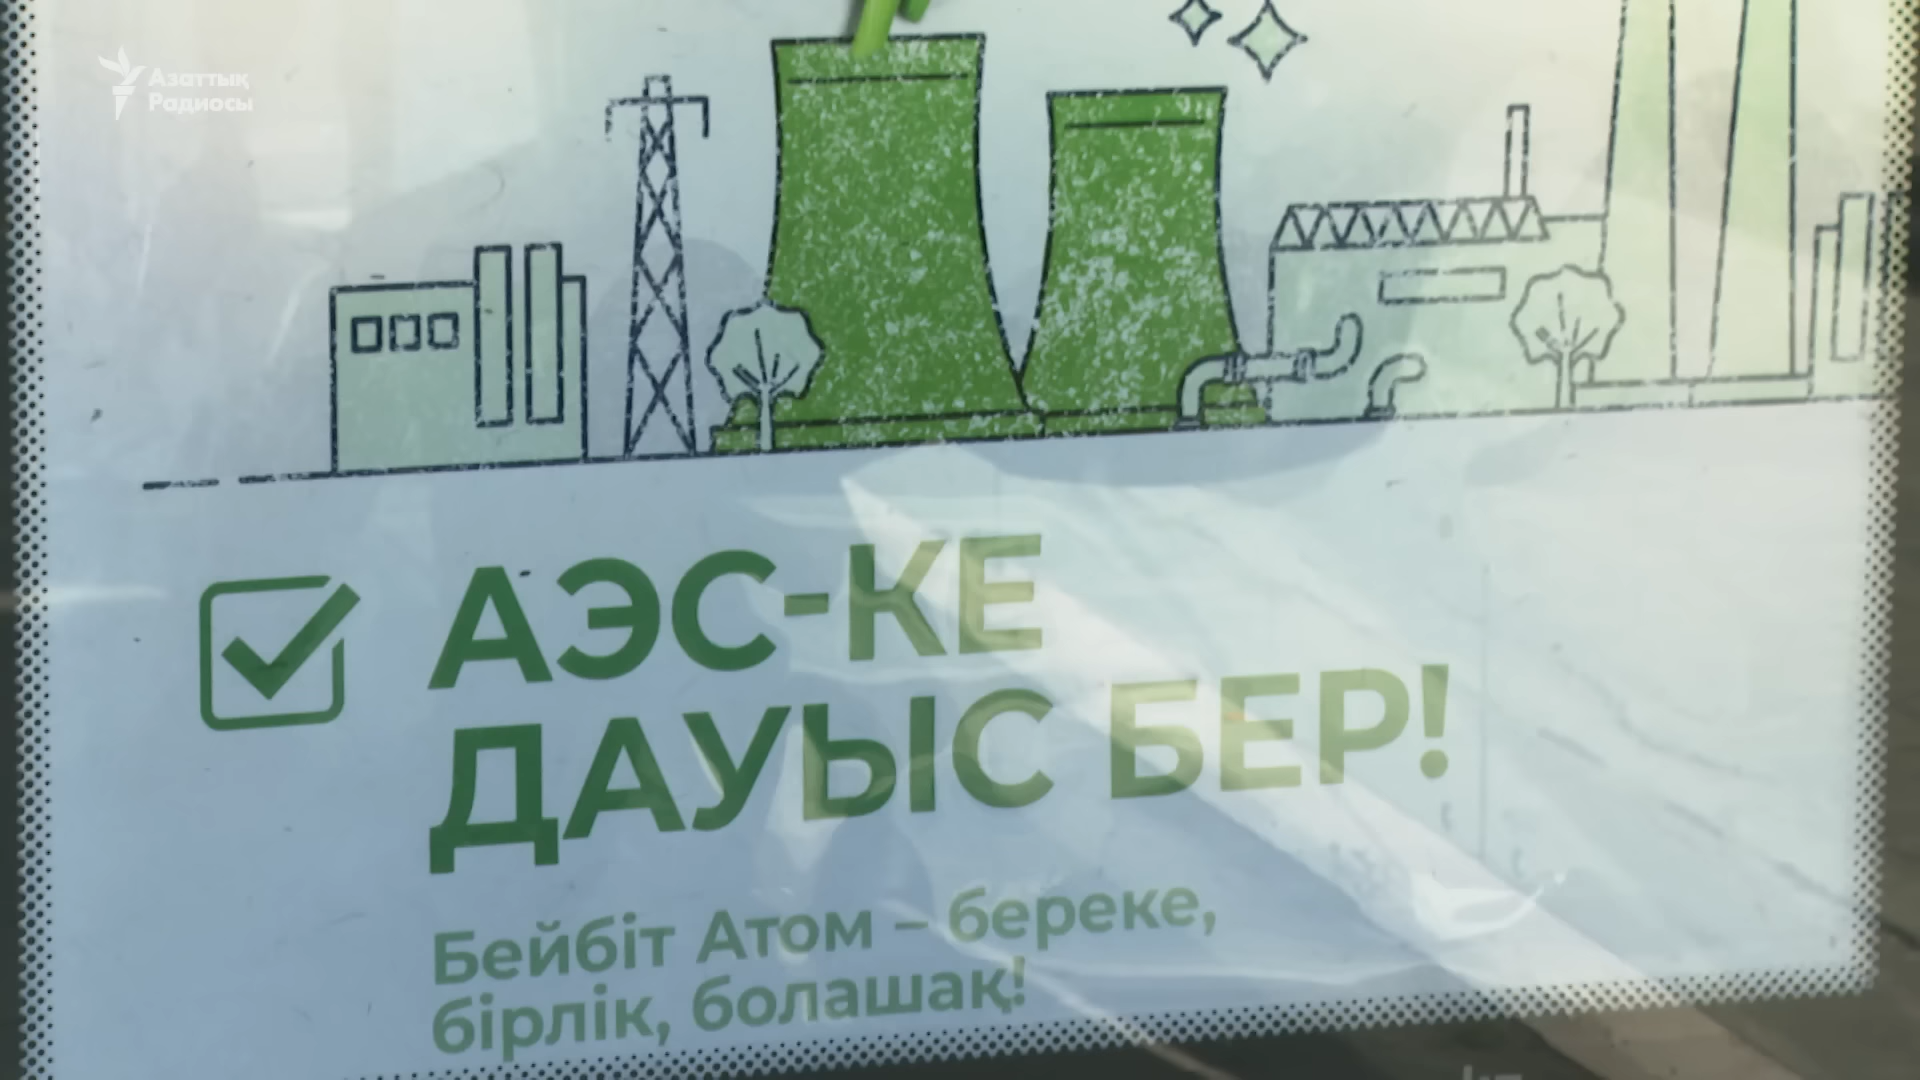 Азаттық
Радиосы
АЭС-КЕ
ДАУЫС БЕР!
Бейбіт Атом – береке,
бірлік, болашақ!